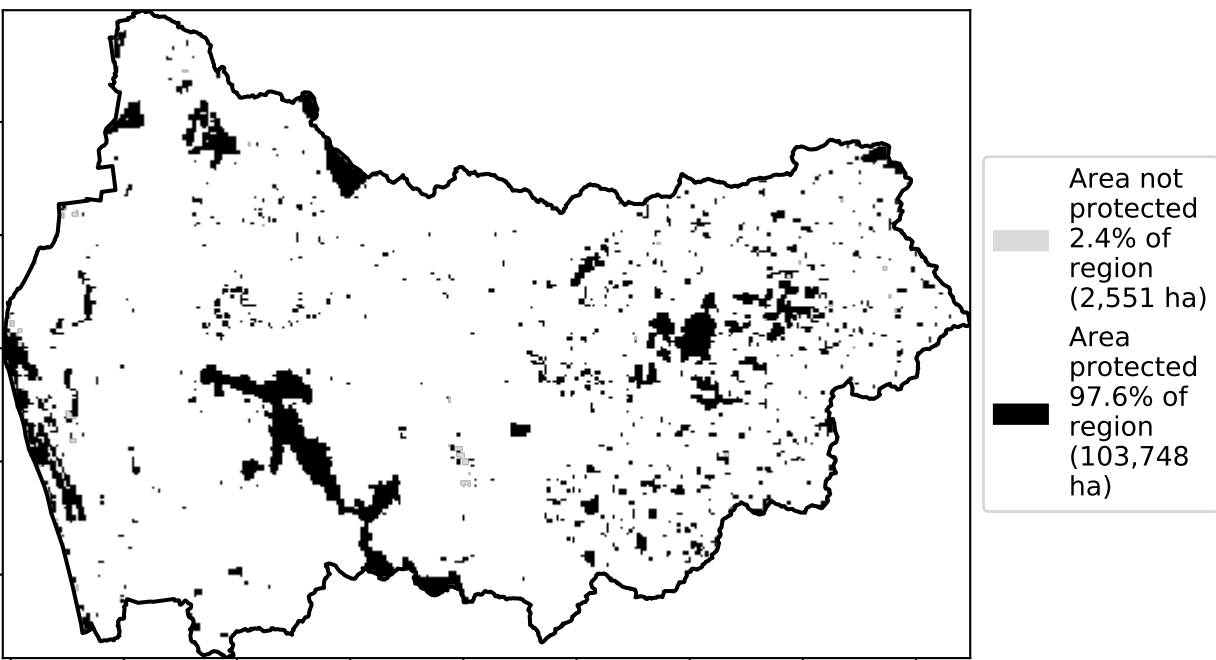 Area not
protected
2.4% of
region
(2,551 ha)
Area
protected
97.6% of
region
(103,748
ha)